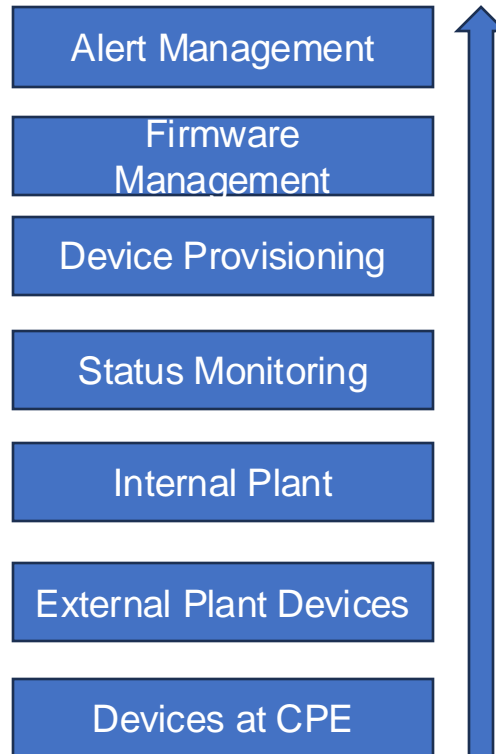 Alert Management
Firmware
Management
Device Provisioning
Status Monitoring
Internal Plant
External Plant Devices
Devices at CPE